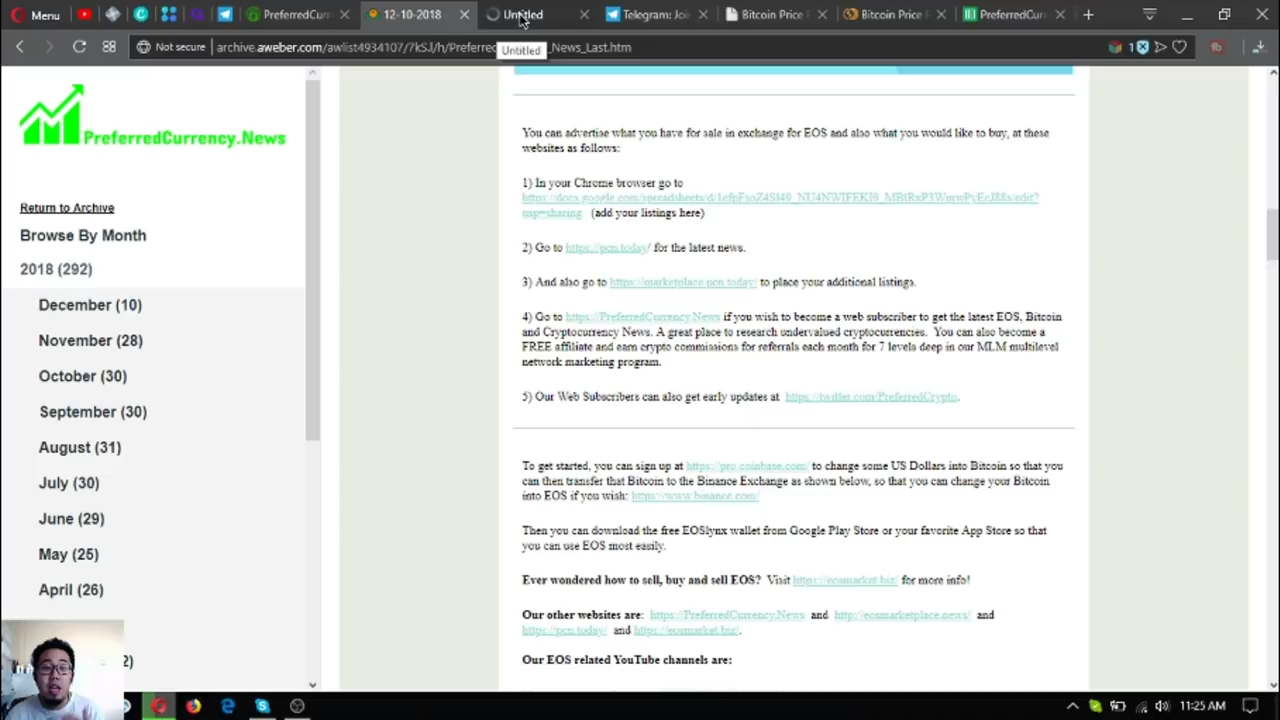 Menu
PreferredCurr
12-10-2018
Untitled
Telegram: Joi
Bitcoin Price
Bitcoin Price
PreferredCurr
Not secure
archive.aweber.com/awlist4934107/7kSJ/h/Preferred
_News_Last.htm
Untitled
1
PreferredCurrency.News
Return to Archive
Browse By Month
2018 (292)
December (10)
November (28)
October (30)
September (30)
August (31)
July (30)
June (29)
May (25)
April (26)
2)
You can advertise what you have for sale in exchange for EOS and also what you would like to buy, at these
websites as follows:
1) In your Chrome browser go to
usp=sharing (add your listings here)
2) Go to https://pcn.today/ for the latest news.
3) And also go to https://marketplace.pcn.today/ to place your additional listings.
4) Go to https://PreferredCurrency.News if you wish to become a web subscriber to get the latest EOS, Bitcoin
and Cryptocurrency News. A great place to research undervalued cryptocurrencies. You can also become a
FREE affiliate and earn crypto commissions for referrals each month for 7 levels deep in our MLM multilevel
network marketing program.
5) Our Web Subscribers can also get early updates at https://twitter.com/PreferredCrypto.
To get started, you can sign up at https://pro.coinbase.com/ to change some US Dollars into Bitcoin so that you
can then transfer that Bitcoin to the Binance Exchange as shown below, so that you can change your Bitcoin
into EOS if you wish: https://www.binance.com/
Then you can download the free EOSlynx wallet from Google Play Store or your favorite App Store so that
you can use EOS most easily.
Ever wondered how to sell, buy and sell EOS? Visit https://eosmarket.biz/ for more info!
Our other websites are: https://PreferredCurrency.News and http://eosmarketplace.news/ and
https://pcn.today/ and https://eosmarket.biz/.
Our EOS related YouTube channels are:
11:25 AM